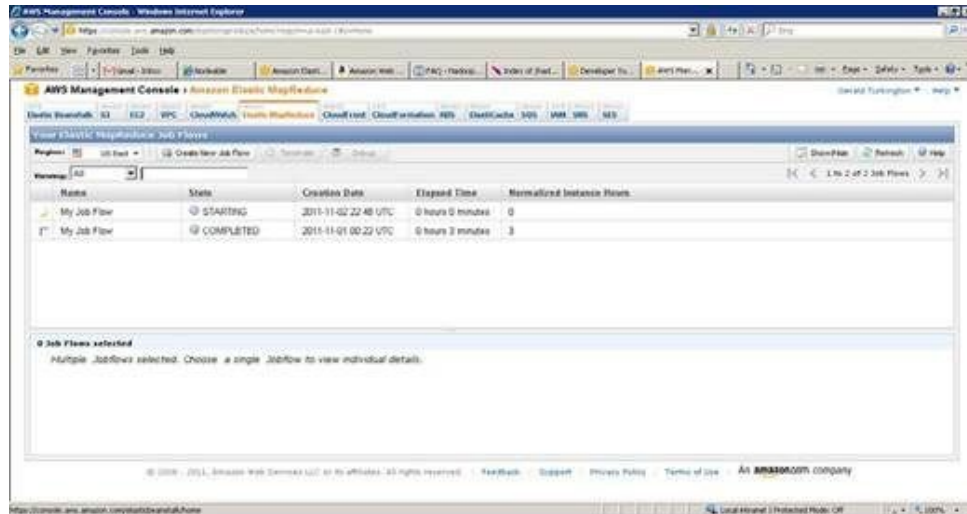 AWS Management Console - Windows Internet Explorer
File Edit View Favorites Tools Help
Favorites
AWS Management Console › Amazon Elastic MapReduce
Help
Elastic Beanstalk S3 EC2 VPC CloudWatch Elastic MapReduce CloudFront CloudFormation RDS ElastiCache SQS IAM SNS SES
Your Elastic MapReduce Job Flows
Region: US East Create New Job Flow Terminate Debug Show/Hide Refresh Help
Viewing: All 1 to 2 of 2 Job Flows
Name State Creation Date Elapsed Time Normalized Instance Hours
My Job Flow STARTING 2011-11-02 22:48 UTC 0 hours 0 minutes 0
My Job Flow COMPLETED 2011-11-01 00:22 UTC 0 hours 3 minutes 3
0 Job Flows selected
Multiple Jobflows selected. Choose a single Jobflow to view individual details.
© 2008 - 2011, Amazon Web Services LLC or its affiliates. All rights reserved. Feedback Support Privacy Policy Terms of Use An amazon.com company
Local intranet | Protected Mode: Off 100%